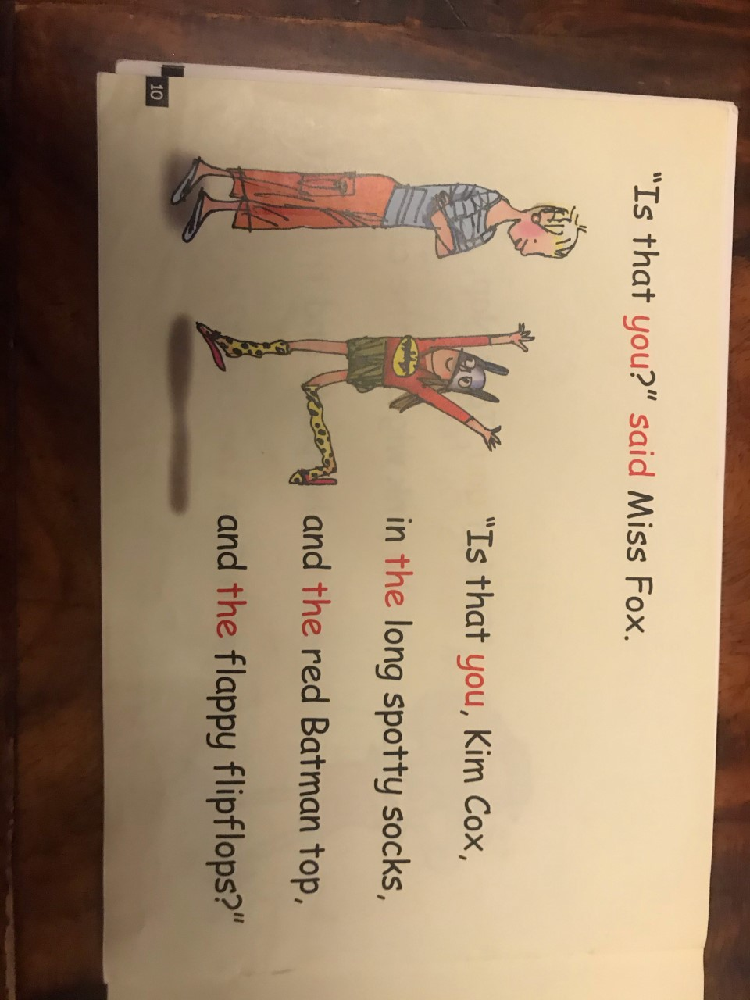 "Is that you?" said Miss Fox.
"Is that you, Kim Cox,
in the long spotty socks,
and the red Batman top,
and the flappy flipflops?"
10